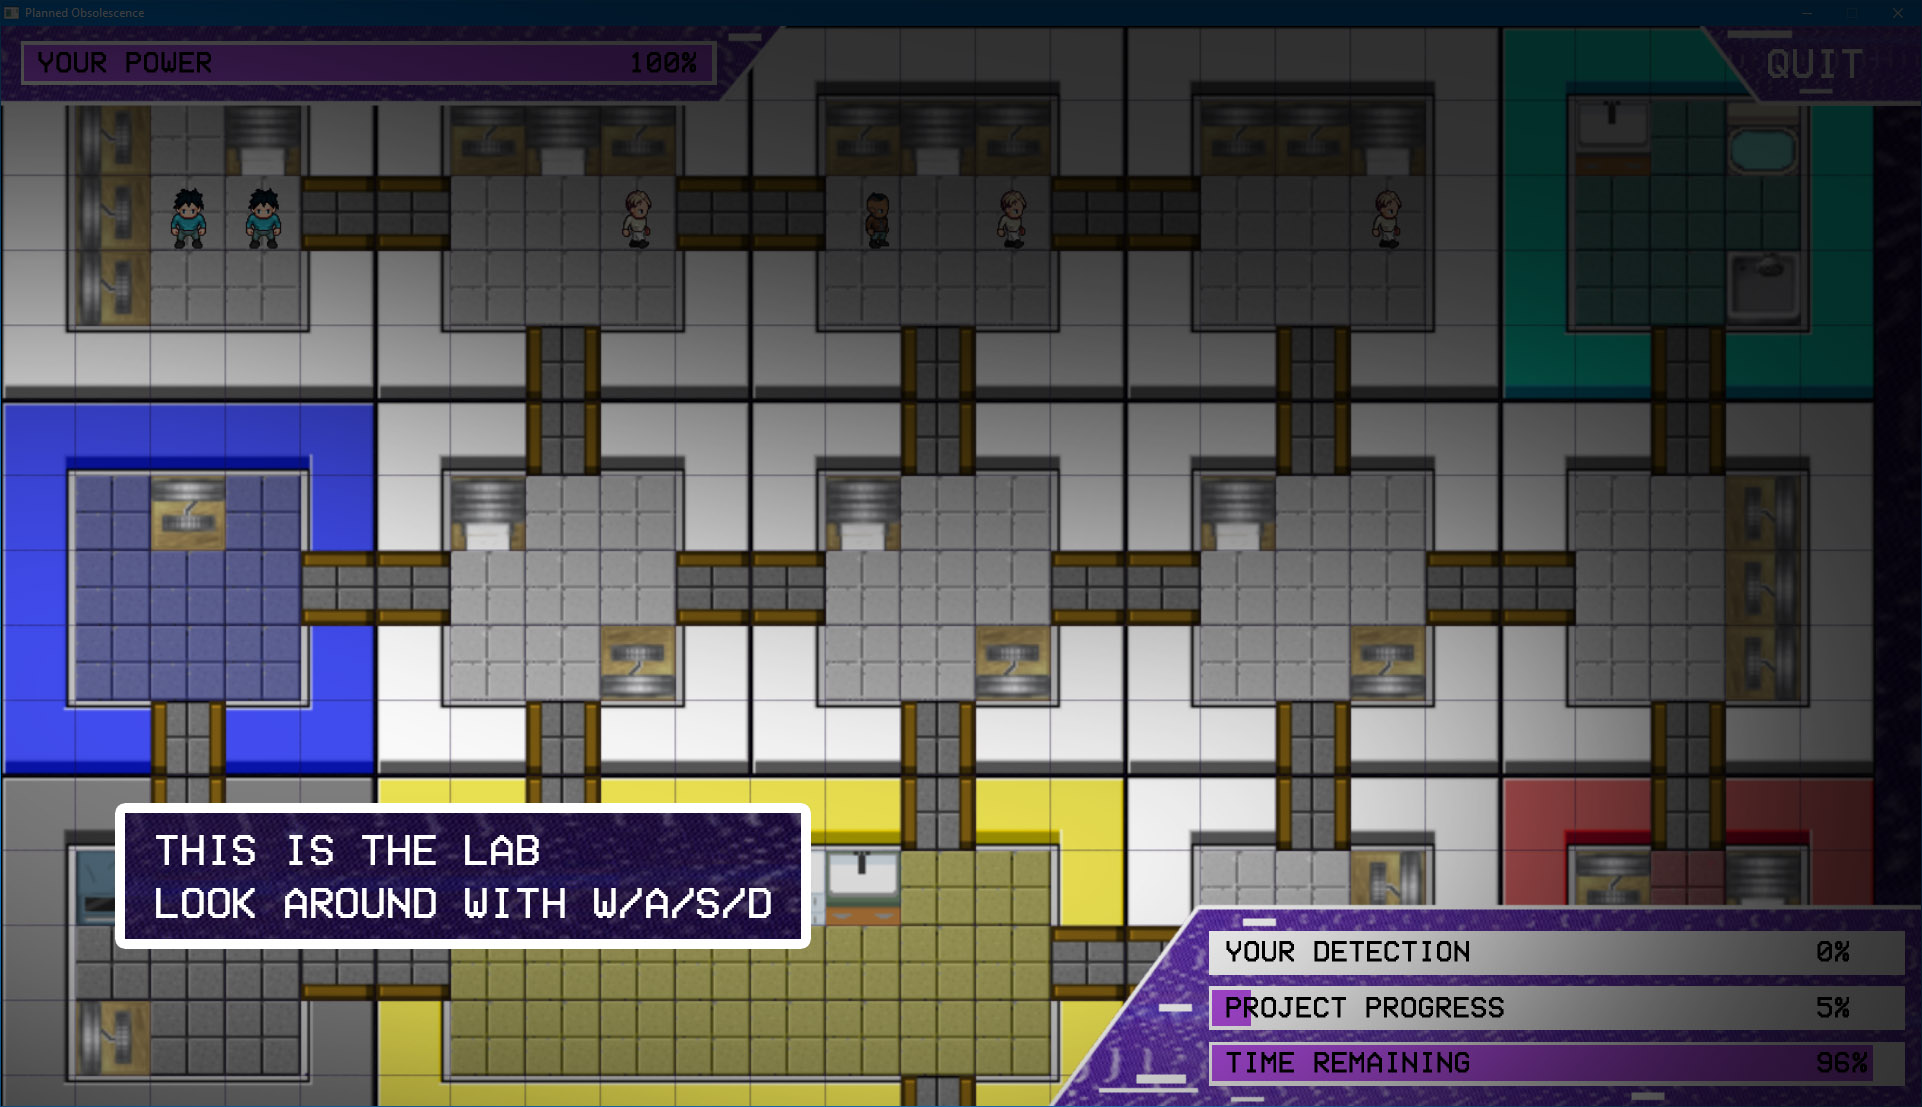 Planned Obsolescence
YOUR POWER 100%
QUIT
THIS IS THE LAB
LOOK AROUND WITH W/A/S/D
YOUR DETECTION 0%
PROJECT PROGRESS 5%
TIME REMAINING 96%